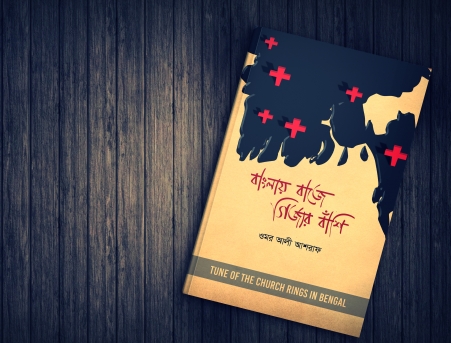 বাংলায় বাজে
গির্জার বাঁশি
ওমর আলী আশরাফ
TUNE OF THE CHURCH RINGS IN BENGAL